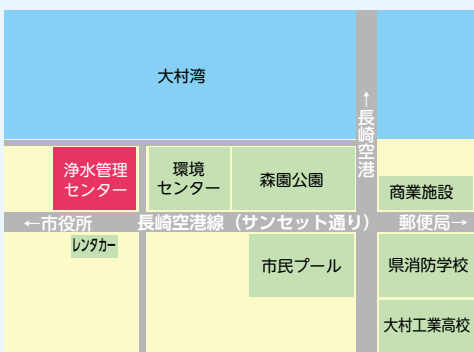 大村湾
←長崎空港
浄水管理
センター
環境
センター
森園公園
商業施設
←市役所
長崎空港線（サンセット通り）
郵便局→
レンタカー
市民プール
県消防学校
大村工業高校